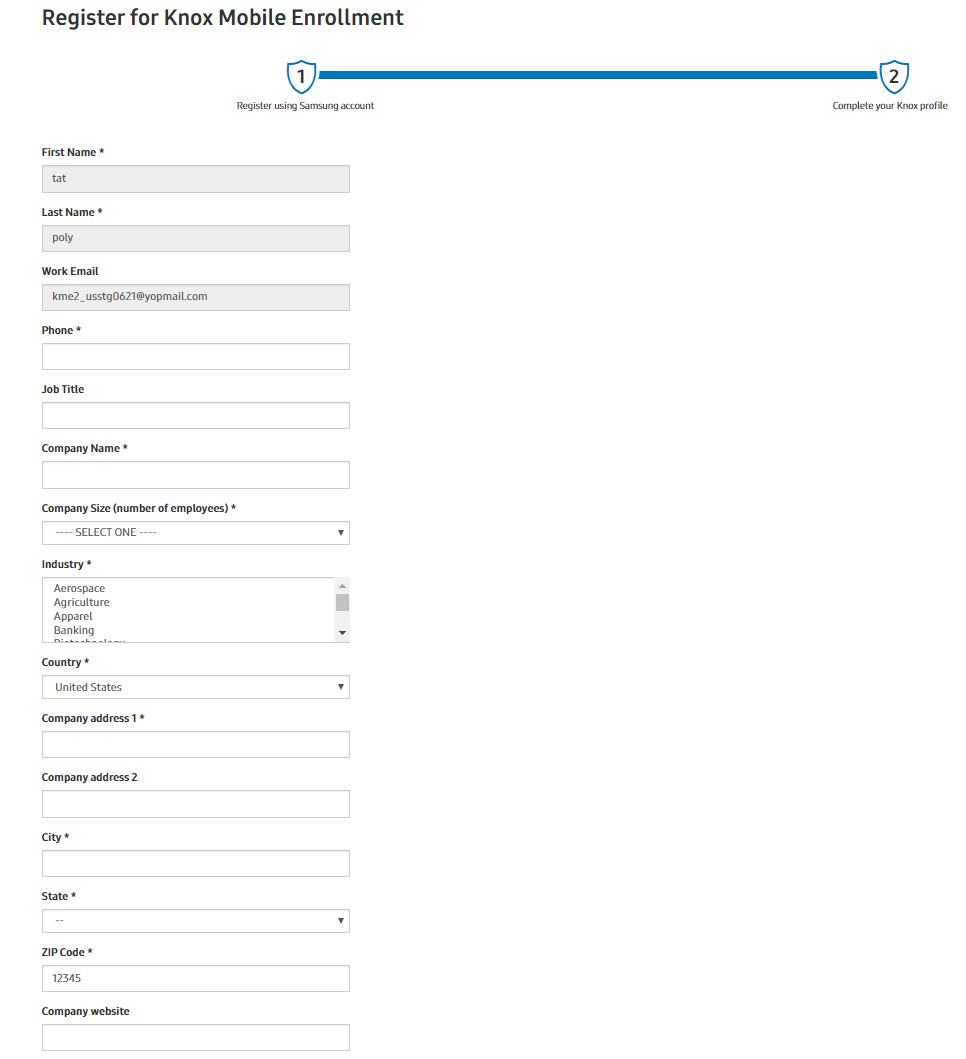 Register for Knox Mobile Enrollment
1
2
Register using Samsung account
Complete your Knox profile
First Name *
tat
Last Name *
poly
Work Email
kme2_usstg0621@yopmail.com
Phone *
Job Title
Company Name *
Company Size (number of employees) *
---- SELECT ONE ----
Industry *
Aerospace
Agriculture
Apparel
Banking
Biotechnology
Country *
United States
Company address 1 *
Company address 2
City *
State *
--
ZIP Code *
12345
Company website